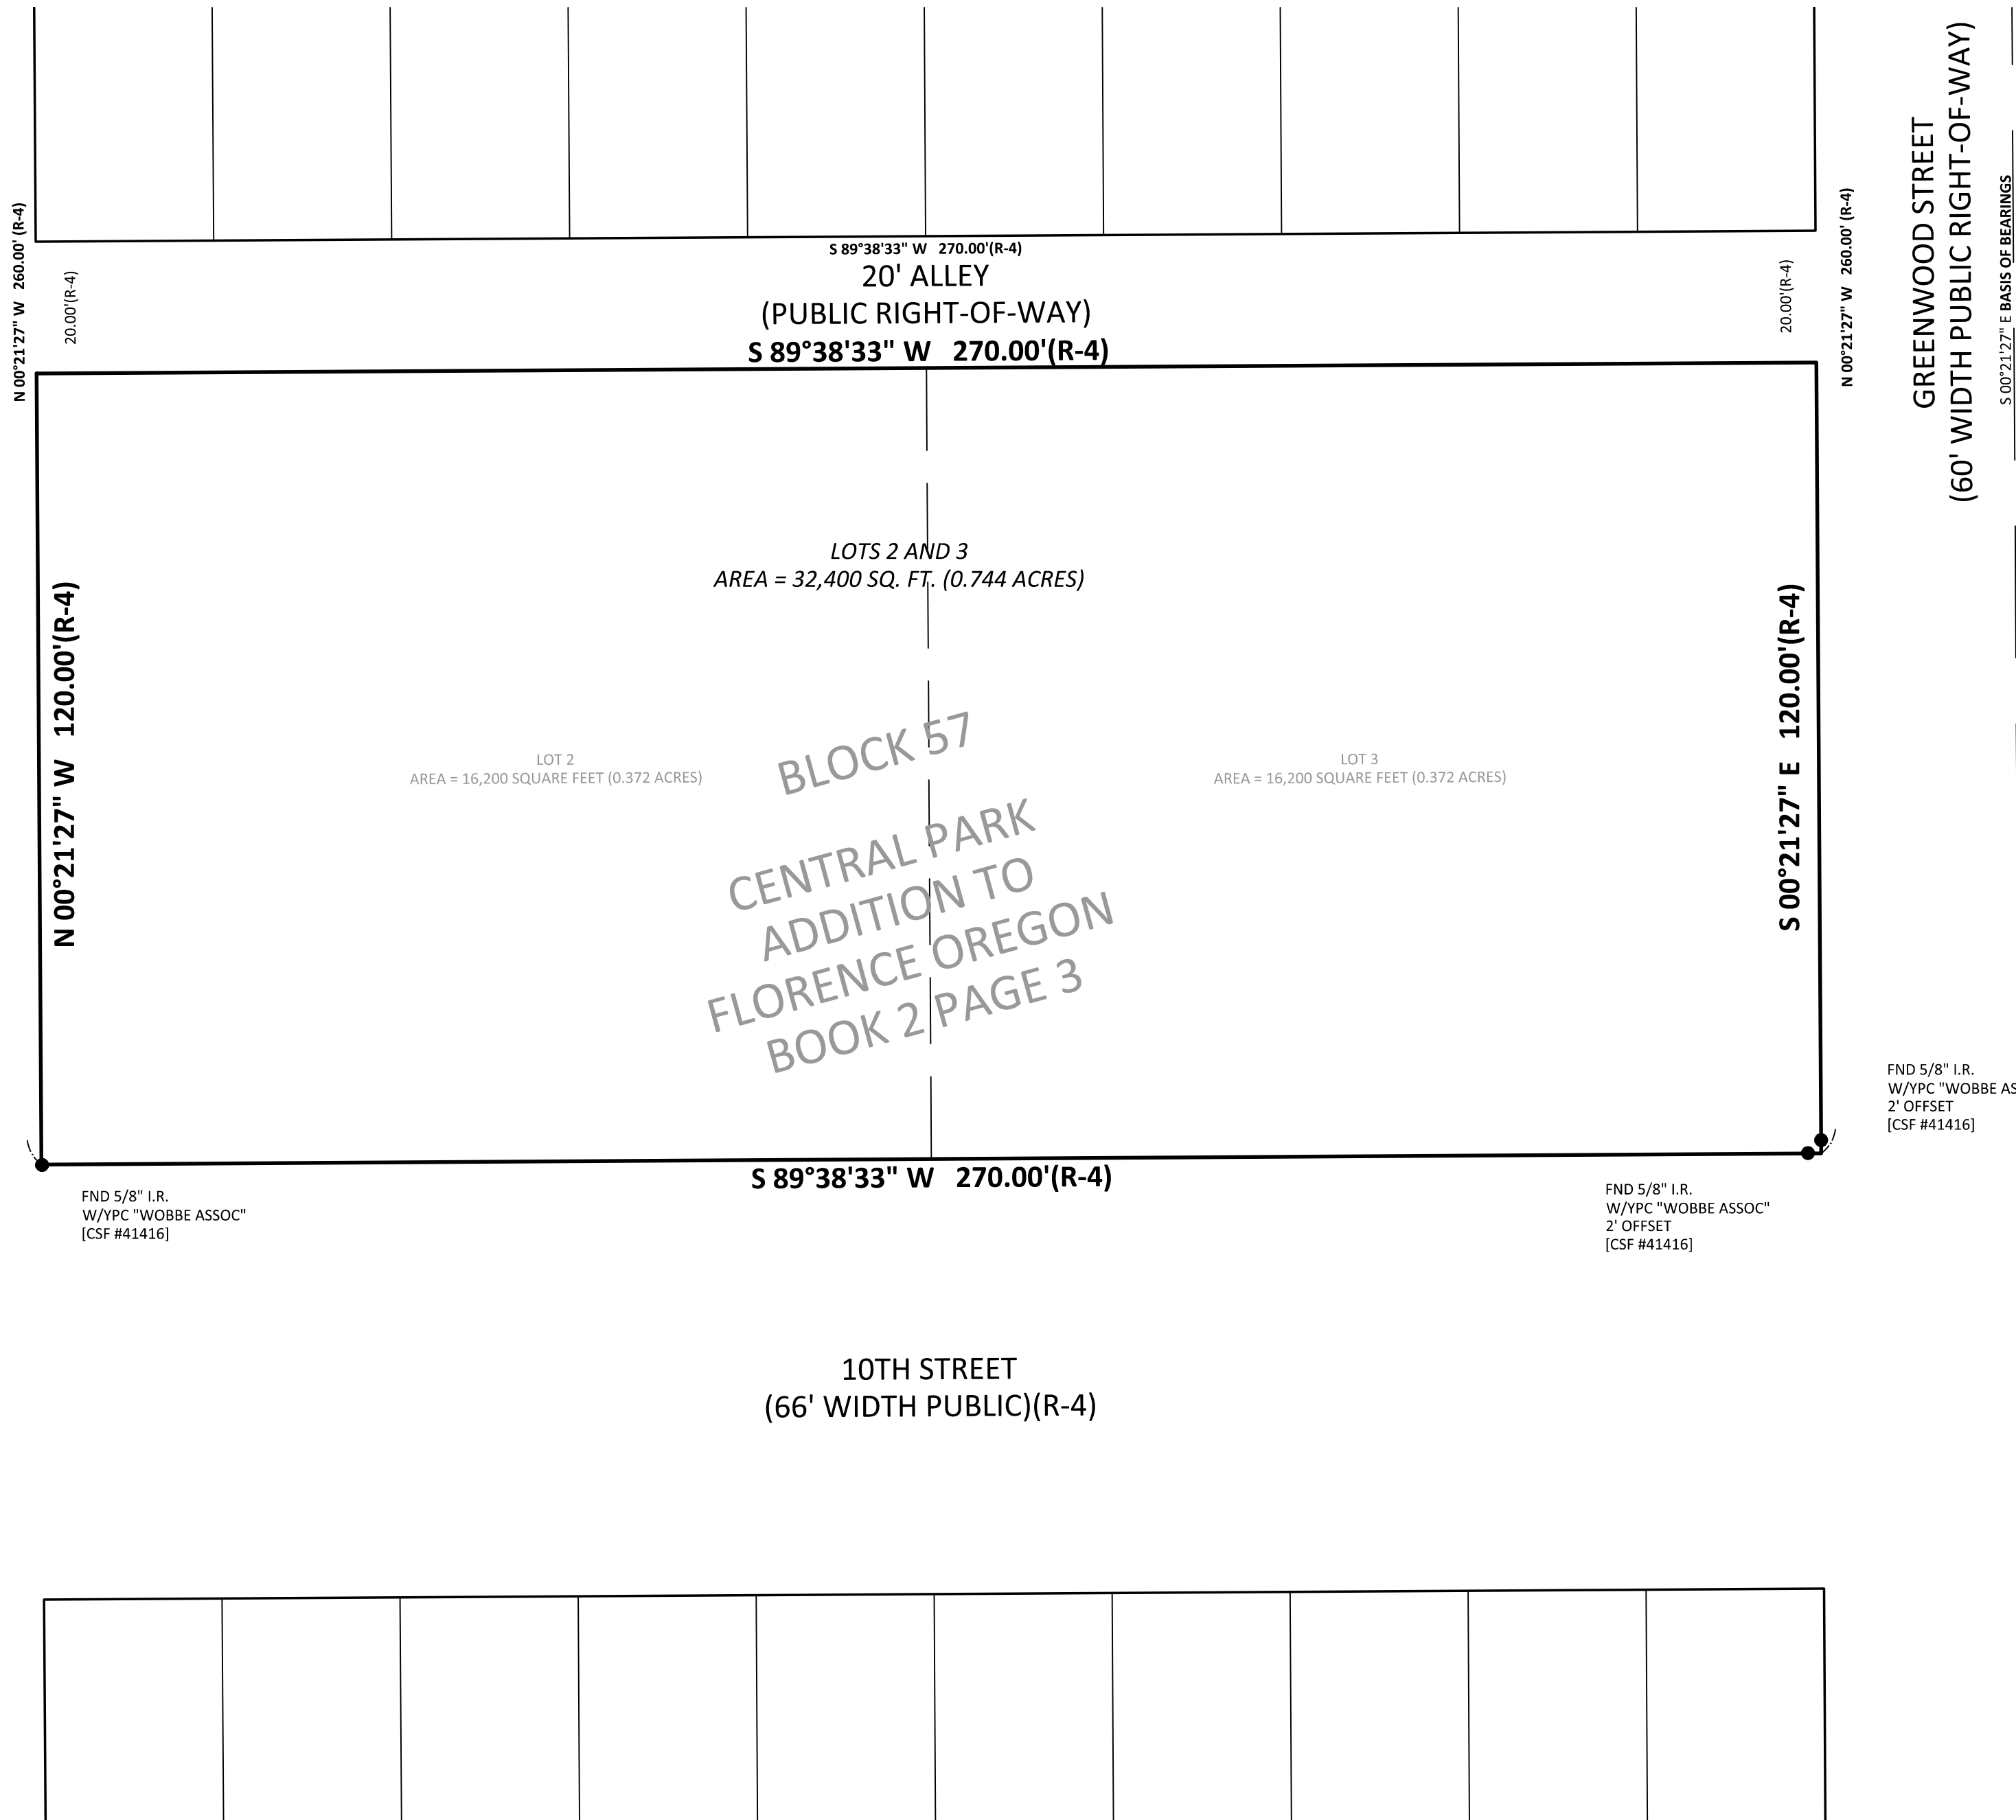 N 00°21'27" W 260.00' (R-4)
20.00'(R-4)
S 89°38'33" W 270.00'(R-4)
20' ALLEY
(PUBLIC RIGHT-OF-WAY)
S 89°38'33" W 270.00'(R-4)
20.00'(R-4)
N 00°21'27" W 260.00' (R-4)
GREENWOOD STREET
(60' WIDTH PUBLIC RIGHT-OF-WAY)
S 00°21'27" E BASIS OF BEARINGS
LOTS 2 AND 3
AREA = 32,400 SQ. FT. (0.744 ACRES)
N 00°21'27" W 120.00'(R-4)
LOT 2
AREA = 16,200 SQUARE FEET (0.372 ACRES)
BLOCK 57
CENTRAL PARK
ADDITION TO
FLORENCE OREGON
BOOK 2 PAGE 3
LOT 3
AREA = 16,200 SQUARE FEET (0.372 ACRES)
S 00°21'27" E 120.00'(R-4)
FND 5/8" I.R.
W/YPC "WOBBE AS
2' OFFSET
[CSF #41416]
S 89°38'33" W 270.00'(R-4)
FND 5/8" I.R.
W/YPC "WOBBE ASSOC"
[CSF #41416]
FND 5/8" I.R.
W/YPC "WOBBE ASSOC"
2' OFFSET
[CSF #41416]
10TH STREET
(66' WIDTH PUBLIC)(R-4)